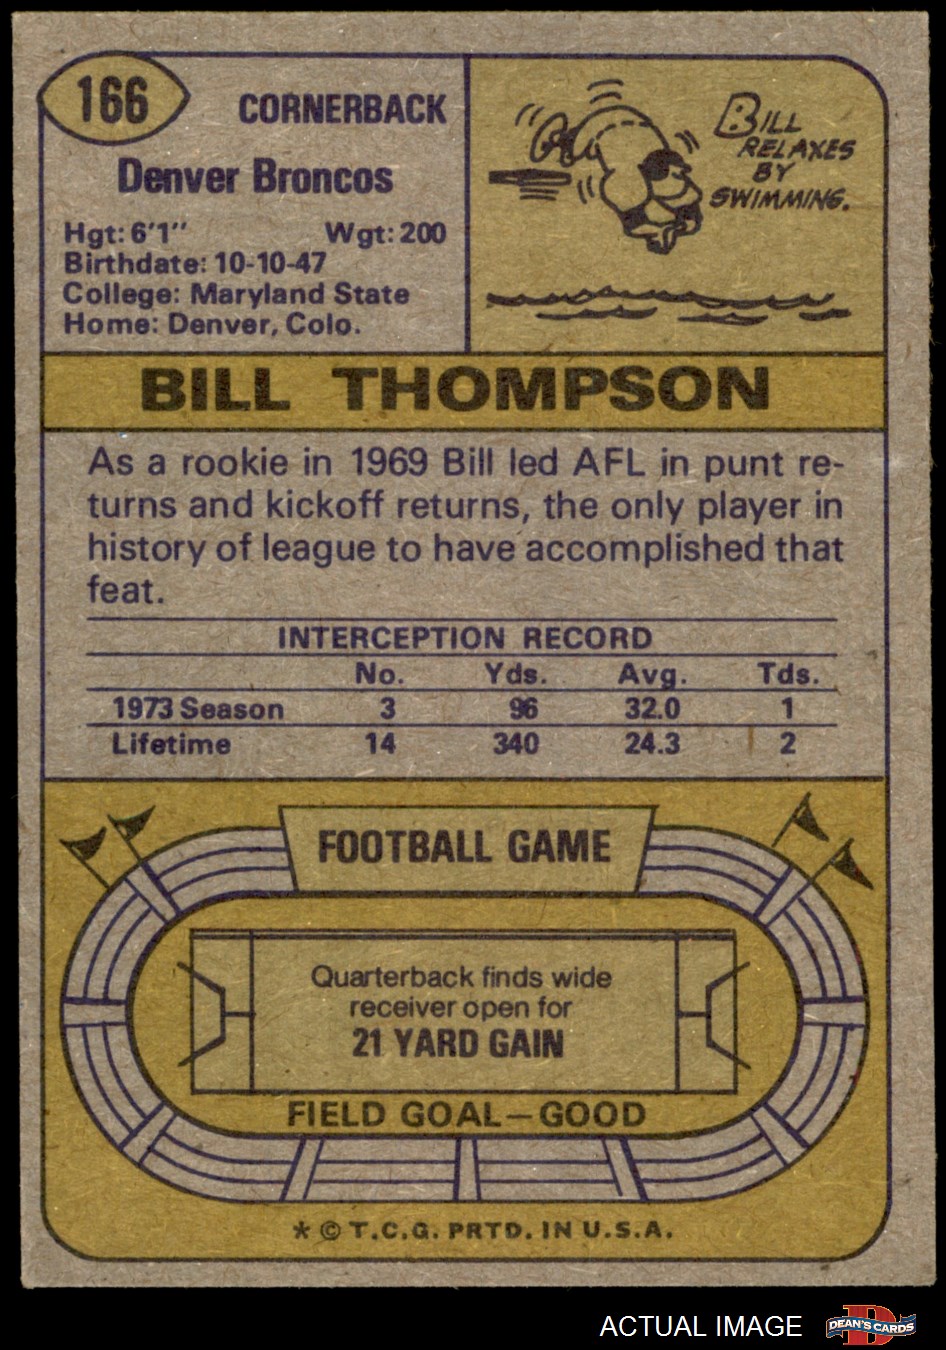 166
CORNERBACK
Denver Broncos
Hgt: 6'1" Wgt: 200
Birthdate: 10-10-47
College: Maryland State
Home: Denver, Colo.
BILL
RELAXES
BY
SWIMMING.
BILL THOMPSON
As a rookie in 1969 Bill led AFL in punt re-
turns and kickoff returns, the only player in
history of league to have accomplished that
feat.
INTERCEPTION RECORD
No. Yds. Avg. Tds.
1973 Season 3 96 32.0 1
Lifetime 14 340 24.3 2
FOOTBALL GAME
Quarterback finds wide
receiver open for
21 YARD GAIN
FIELD GOAL—GOOD
* © T.C.G. PRTD. IN U.S.A.
ACTUAL IMAGE
DEAN'S CARDS